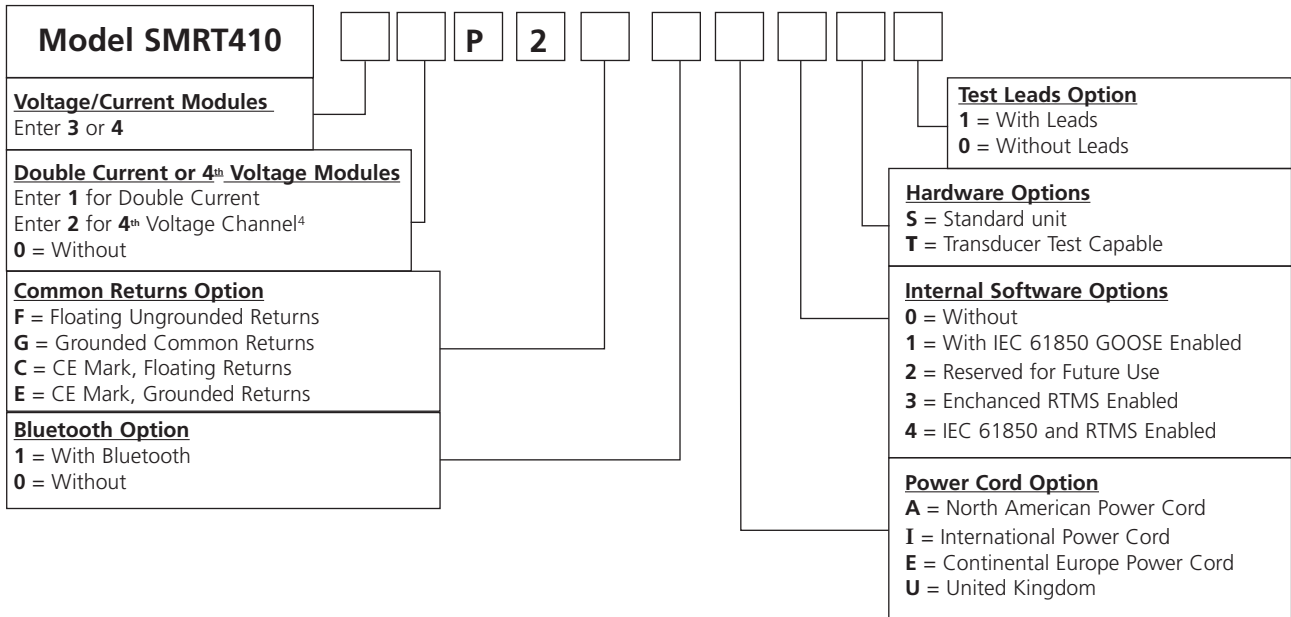 Model SMRT410
P 2
Voltage/Current Modules
Enter 3 or 4
Double Current or 4th Voltage Modules
Enter 1 for Double Current
Enter 2 for 4th Voltage Channel4
0 = Without
Common Returns Option
F = Floating Ungrounded Returns
G = Grounded Common Returns
C = CE Mark, Floating Returns
E = CE Mark, Grounded Returns
Bluetooth Option
1 = With Bluetooth
0 = Without
Test Leads Option
1 = With Leads
0 = Without Leads
Hardware Options
S = Standard unit
T = Transducer Test Capable
Internal Software Options
0 = Without
1 = With IEC 61850 GOOSE Enabled
2 = Reserved for Future Use
3 = Enchanced RTMS Enabled
4 = IEC 61850 and RTMS Enabled
Power Cord Option
A = North American Power Cord
I = International Power Cord
E = Continental Europe Power Cord
U = United Kingdom